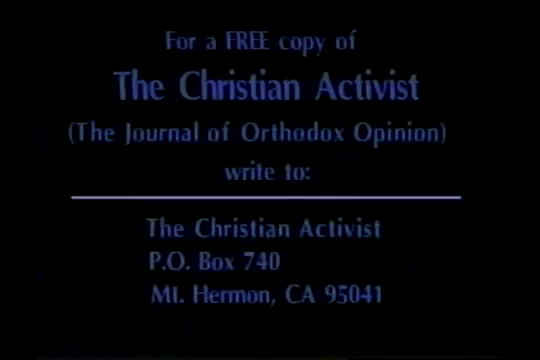 For a FREE copy of
The Christian Activist
(The Journal of Orthodox Opinion)
write to:
The Christian Activist
P.O. Box 740
Mt. Hermon, CA 95041